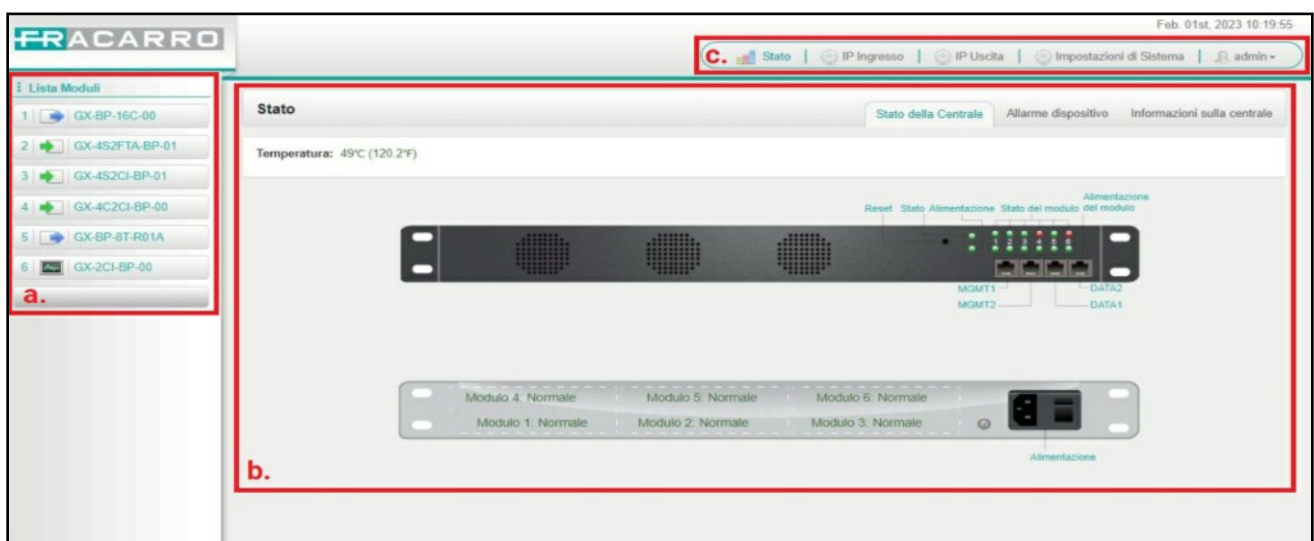 Feb. 01st, 2023 10:19:55
FRACARRO
c. Stato | IP Ingresso | IP Uscita | Impostazioni di Sistema | admin
Lista Moduli
1 GX-BP-16C-00
2 GX-4S2FTA-BP-01
3 GX-4S2CI-BP-01
4 GX-4C2CI-BP-00
5 GX-BP-8T-R01A
6 GX-2CI-BP-00
a.
Stato
Stato della Centrale Allarme dispositivo Informazioni sulla centrale
Temperatura: 49°C (120.2°F)
Reset Stato Alimentazione Stato del modulo Alimentazione del modulo
1 2 3 4 5 6
MGMT1 DATA2
MGMT2 DATA1
Modulo 4: Normale Modulo 5: Normale Modulo 6: Normale
Modulo 1: Normale Modulo 2: Normale Modulo 3: Normale
Alimentazione
b.